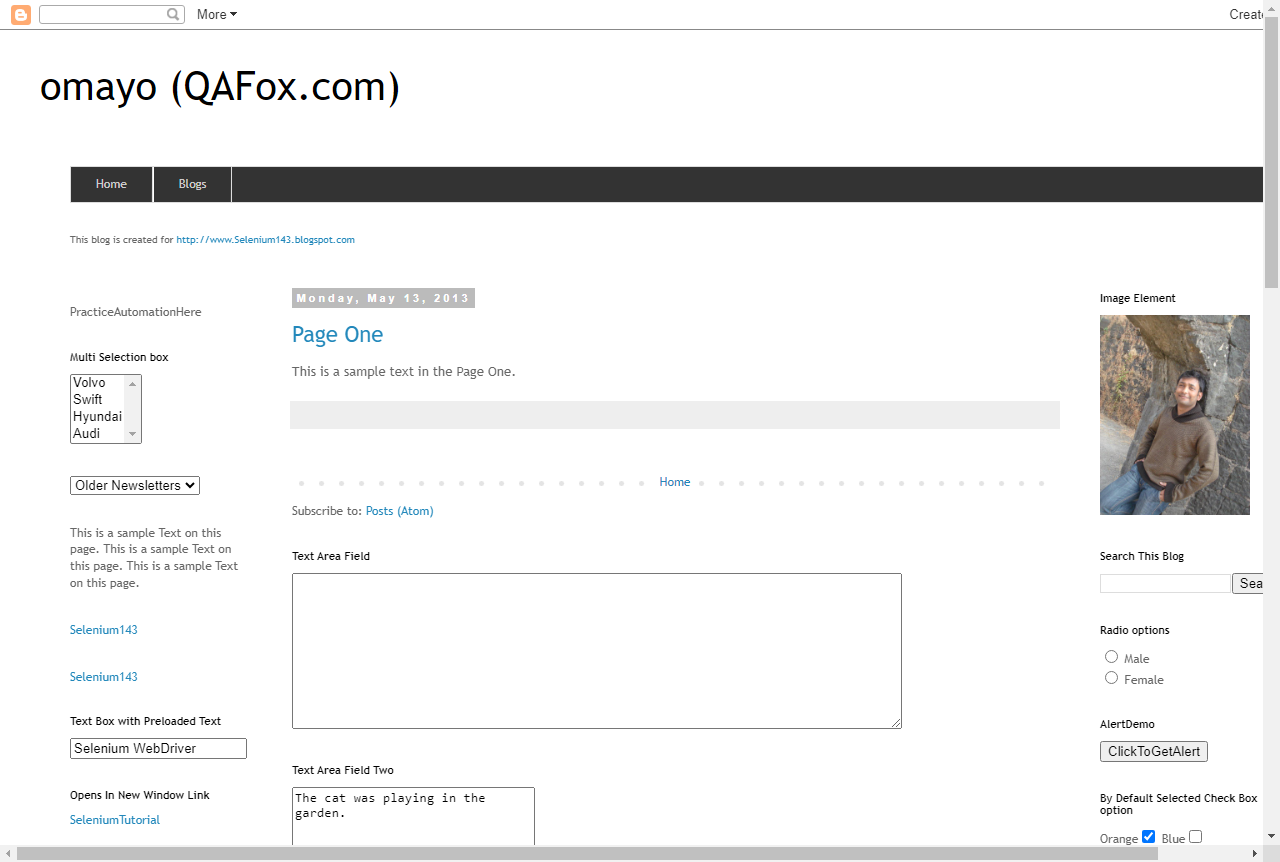 More
Create
omayo (QAFox.com)
Home
Blogs
This blog is created for http://www.Selenium143.blogspot.com
PracticeAutomationHere
Multi Selection box
Volvo
Swift
Hyundai
Audi
Older Newsletters
This is a sample Text on this
page. This is a sample Text on
this page. This is a sample Text
on this page.
Selenium143
Selenium143
Text Box with Preloaded Text
Selenium WebDriver
Opens In New Window Link
SeleniumTutorial
Monday, May 13, 2013
Page One
This is a sample text in the Page One.
Home
Subscribe to: Posts (Atom)
Text Area Field
Text Area Field Two
The cat was playing in the
garden.
Image Element
Search This Blog
Sea
Radio options
Male
Female
AlertDemo
ClickToGetAlert
By Default Selected Check Box
option
Orange Blue